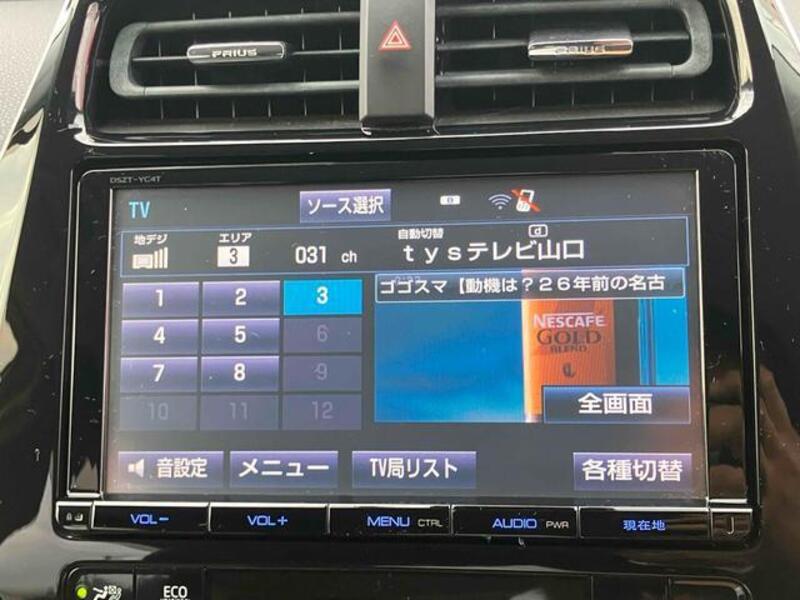 PRIUS
PRIUS
DSZT-YC4T
TV
ソース選択
地デジ
エリア
3
031 ch
自動切替
d
tysテレビ山口
ゴゴスマ【動機は？26年前の名古
1 2 3
4 5 6
7 8 9
10 11 12
NESCAFE
GOLD
BLEND
全画面
音設定
メニュー
TV局リスト
各種切替
VOL−
VOL+
MENU CTRL
AUDIO PWR
現在地
ECO